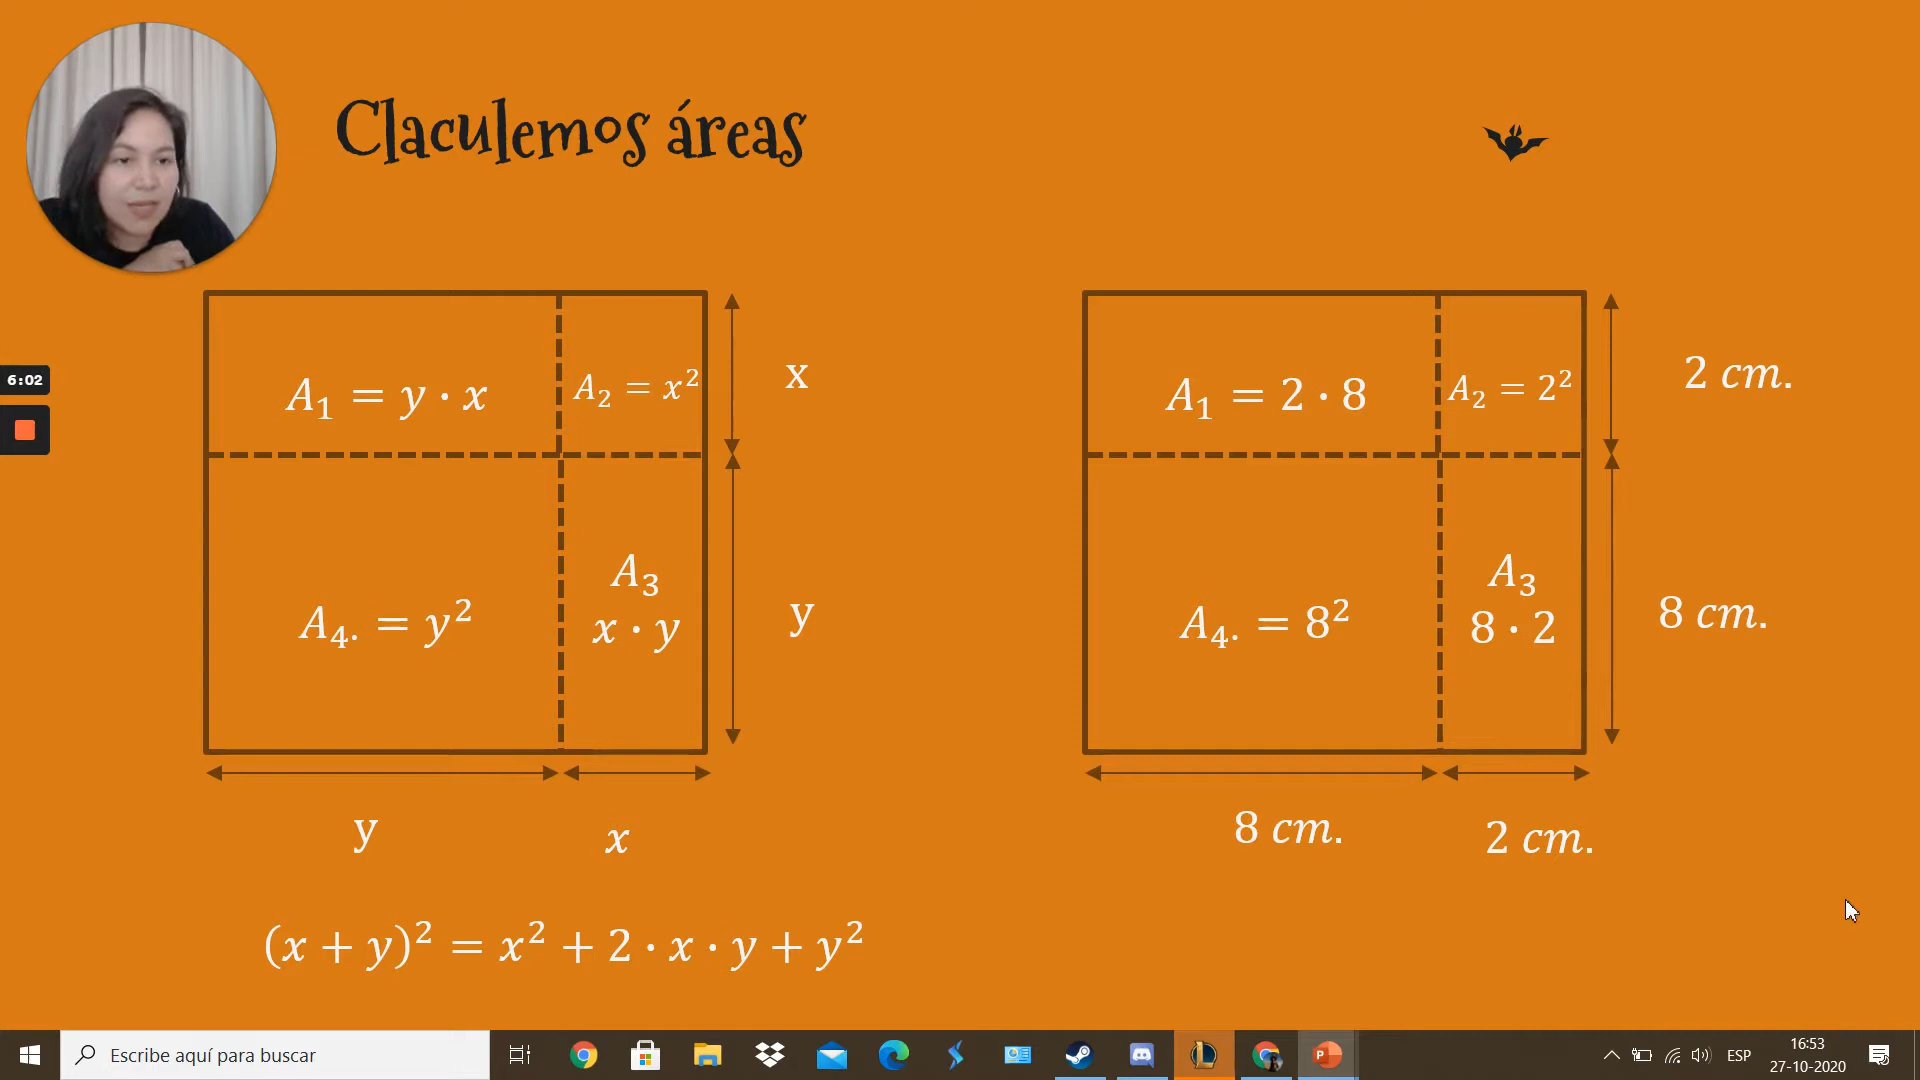 Claculemos áreas
6:02
A₁ = y · x
A₂ = x²
x
A₃
x · y
A₄. = y²
y
y
x
(x + y)² = x² + 2 · x · y + y²
A₁ = 2 · 8
A₂ = 2²
2 cm.
A₃
8 · 2
A₄. = 8²
8 cm.
8 cm.
2 cm.
Escribe aquí para buscar
ESP
16:53
27-10-2020